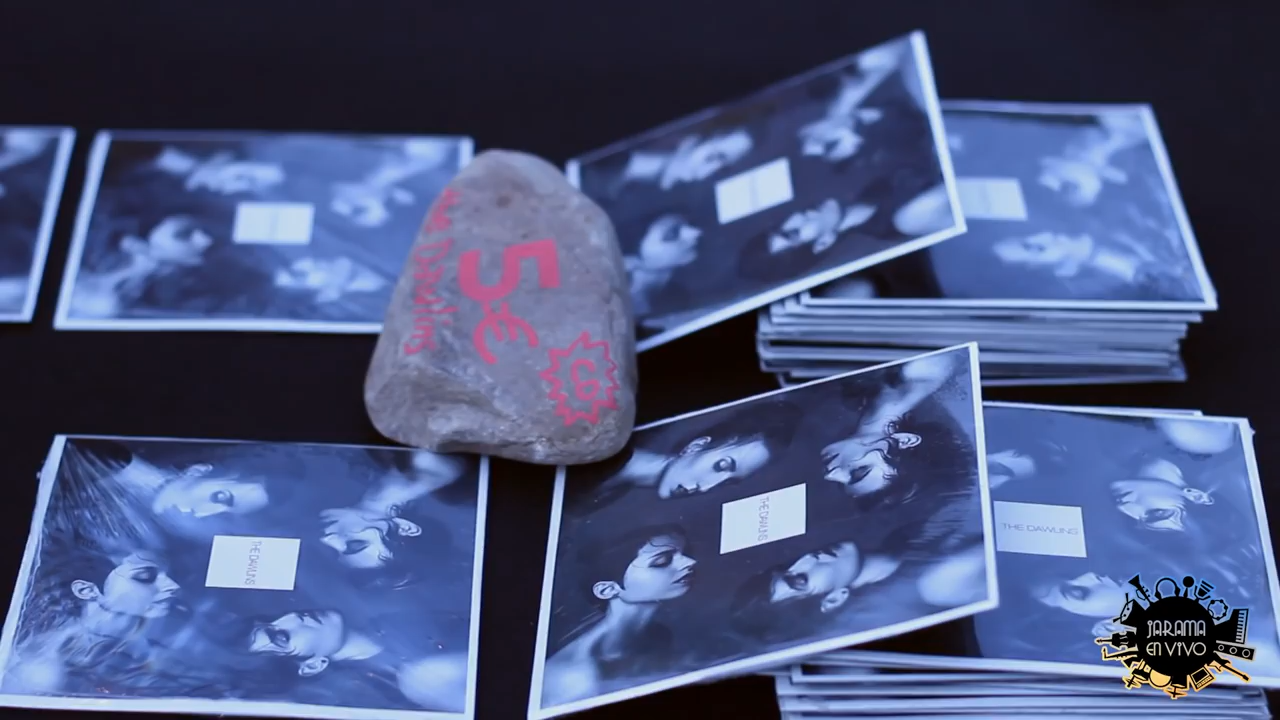 The Dawlins
5€
CD
THE DAWLINS
THE DAWLINS
THE DAWLINS
JARAMA
EN VIVO